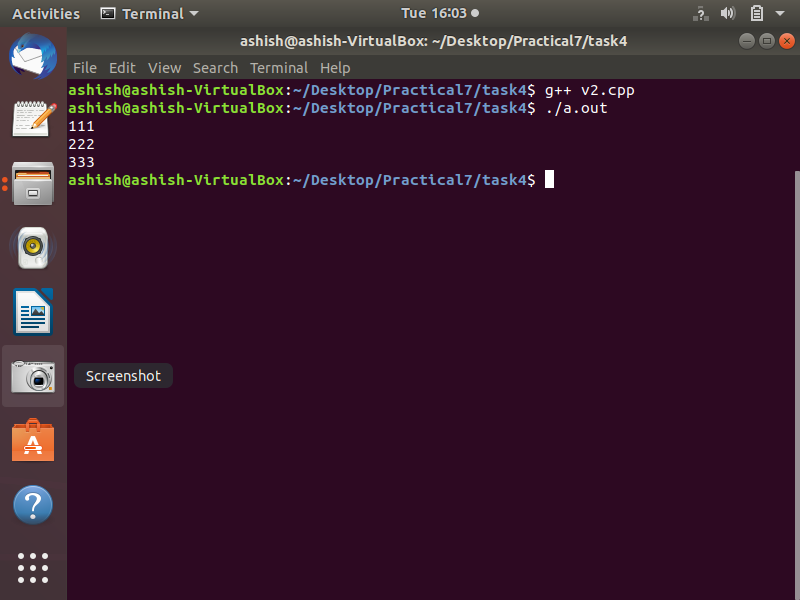 Activities Terminal Tue 16:03
ashish@ashish-VirtualBox: ~/Desktop/Practical7/task4
File Edit View Search Terminal Help
ashish@ashish-VirtualBox:~/Desktop/Practical7/task4$ g++ v2.cpp
ashish@ashish-VirtualBox:~/Desktop/Practical7/task4$ ./a.out
111
222
333
ashish@ashish-VirtualBox:~/Desktop/Practical7/task4$
Screenshot